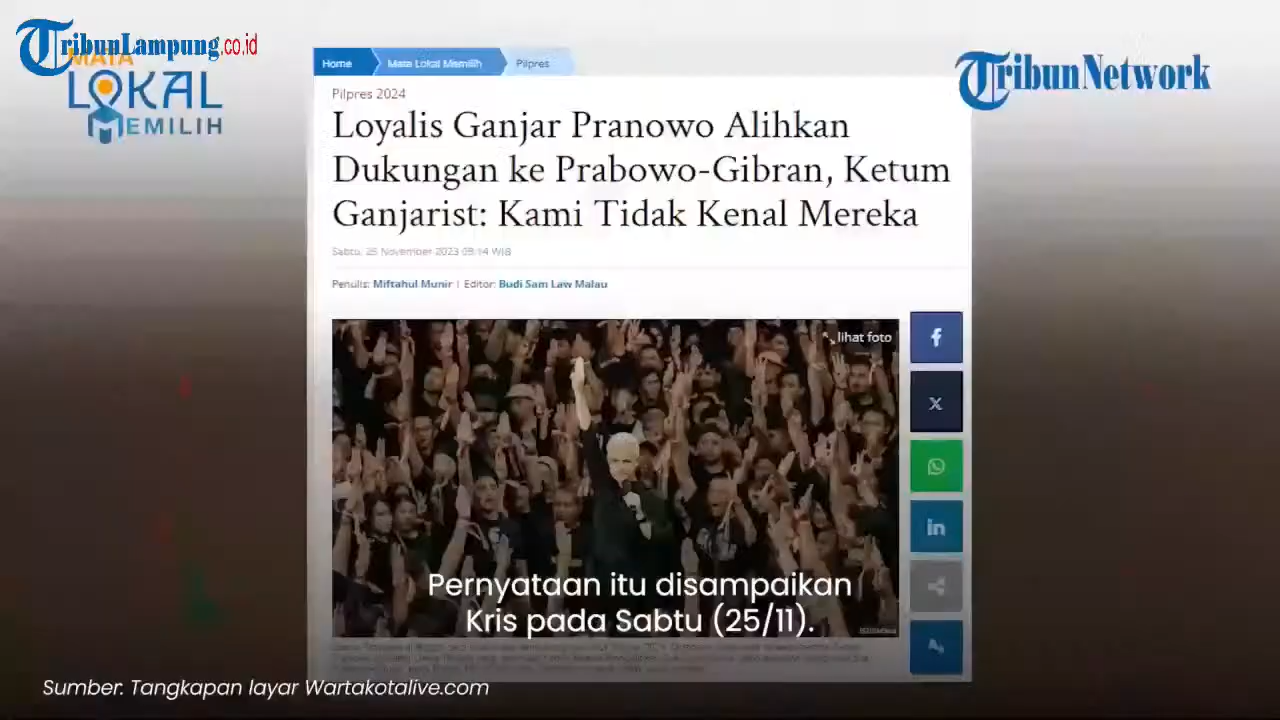 TribunLampung.co.id
MATA
LOKAL
MEMILIH
TribunNetwork
Home
Mata Lokal Memilih
Pilpres
Pilpres 2024
Loyalis Ganjar Pranowo Alihkan
Dukungan ke Prabowo-Gibran, Ketum
Ganjarist: Kami Tidak Kenal Mereka
Sabtu, 25 November 2023 09:14 WIB
Penulis: Miftahul Munir | Editor: Budi Sam Law Malau
lihat foto
Pernyataan itu disampaikan
Kris pada Sabtu (25/11).
Sumber: Tangkapan layar Wartakotalive.com